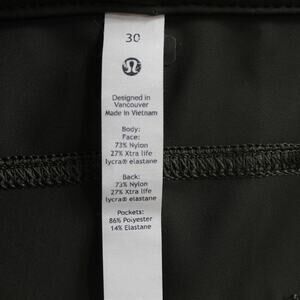 30
Designed in
Vancouver
Made in Vietnam
Body:
Face:
73% Nylon
27% Xtra life
lycra® elastane
Back:
73% Nylon
27% Xtra life
lycra® elastane
Pockets:
86% Polyester
14% Elastane